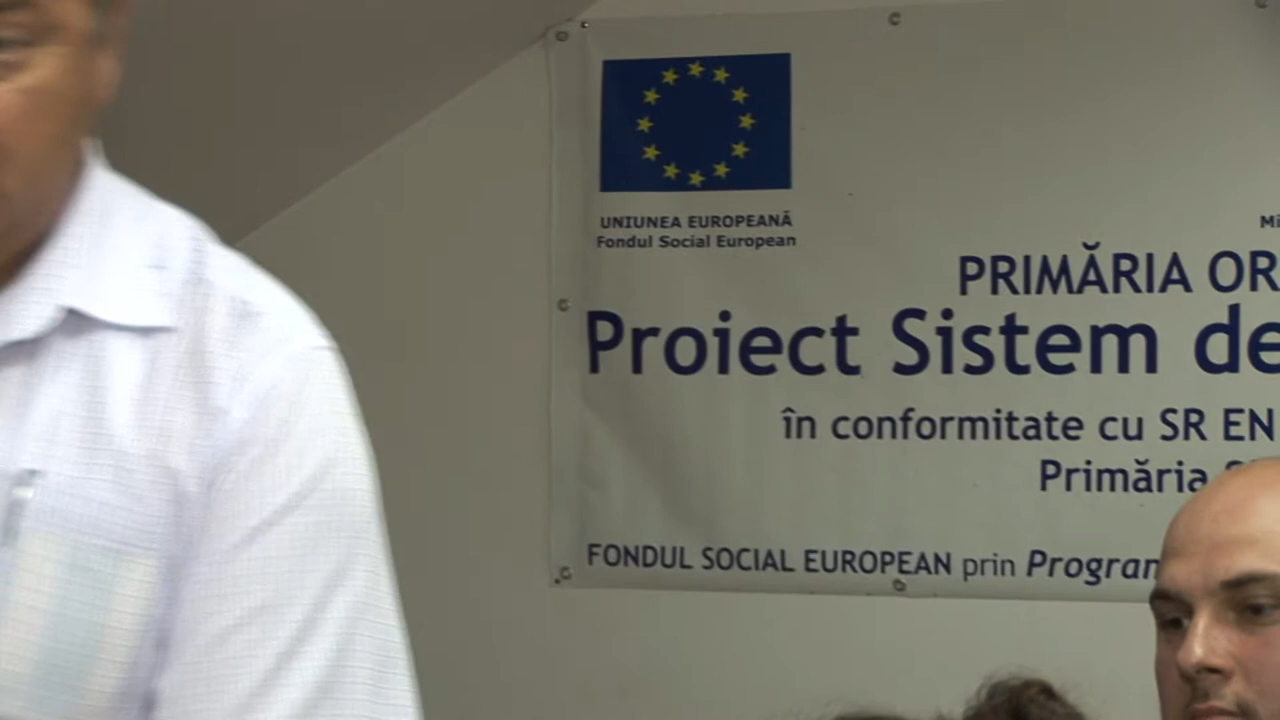 UNIUNEA EUROPEANĂ
Fondul Social European
PRIMĂRIA OR
Proiect Sistem de
în conformitate cu SR EN
Primăria
FONDUL SOCIAL EUROPEAN prin Program